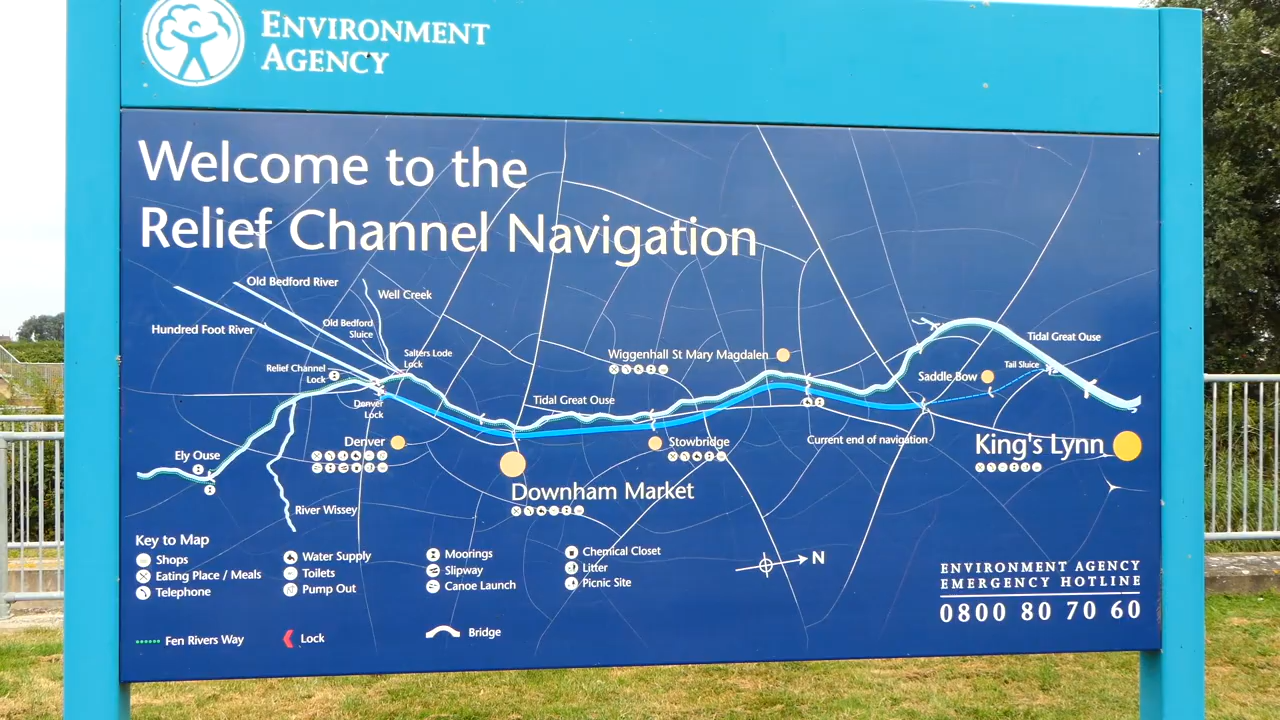 ENVIRONMENT
AGENCY
Welcome to the
Relief Channel Navigation
Old Bedford River
Well Creek
Hundred Foot River
Old Bedford
Sluice
Salters Lode
Lock
Relief Channel
Lock
Denver
Lock
Wiggenhall St Mary Magdalen
Tidal Great Ouse
Tidal Great Ouse
Tail Sluice
Saddle Bow
Tidal Great Ouse
Denver
Stowbridge
Current end of navigation
King's Lynn
Ely Ouse
Downham Market
River Wissey
Key to Map
Shops
Eating Place / Meals
Telephone
Water Supply
Toilets
Pump Out
Moorings
Slipway
Canoe Launch
Chemical Closet
Litter
Picnic Site
N
Fen Rivers Way
Lock
Bridge
ENVIRONMENT AGENCY
EMERGENCY HOTLINE
0800 80 70 60